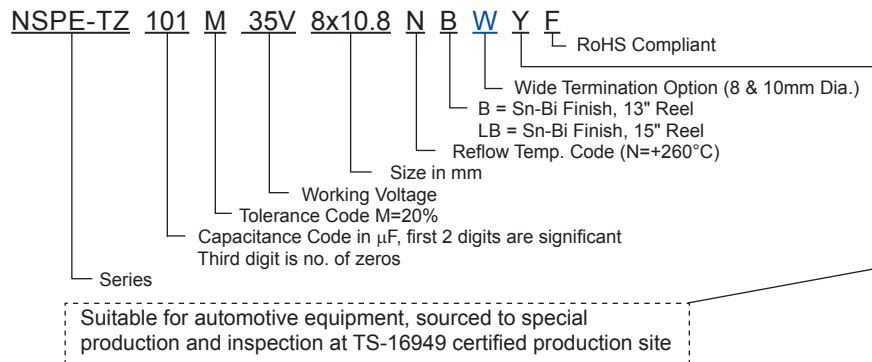 NSPE-TZ 101 M 35V 8x10.8 N B W Y F
RoHS Compliant
Wide Termination Option (8 & 10mm Dia.)
B = Sn-Bi Finish, 13" Reel
LB = Sn-Bi Finish, 15" Reel
Reflow Temp. Code (N=+260°C)
Size in mm
Working Voltage
Tolerance Code M=20%
Capacitance Code in μF, first 2 digits are significant
Third digit is no. of zeros
Series
Suitable for automotive equipment, sourced to special
production and inspection at TS-16949 certified production site